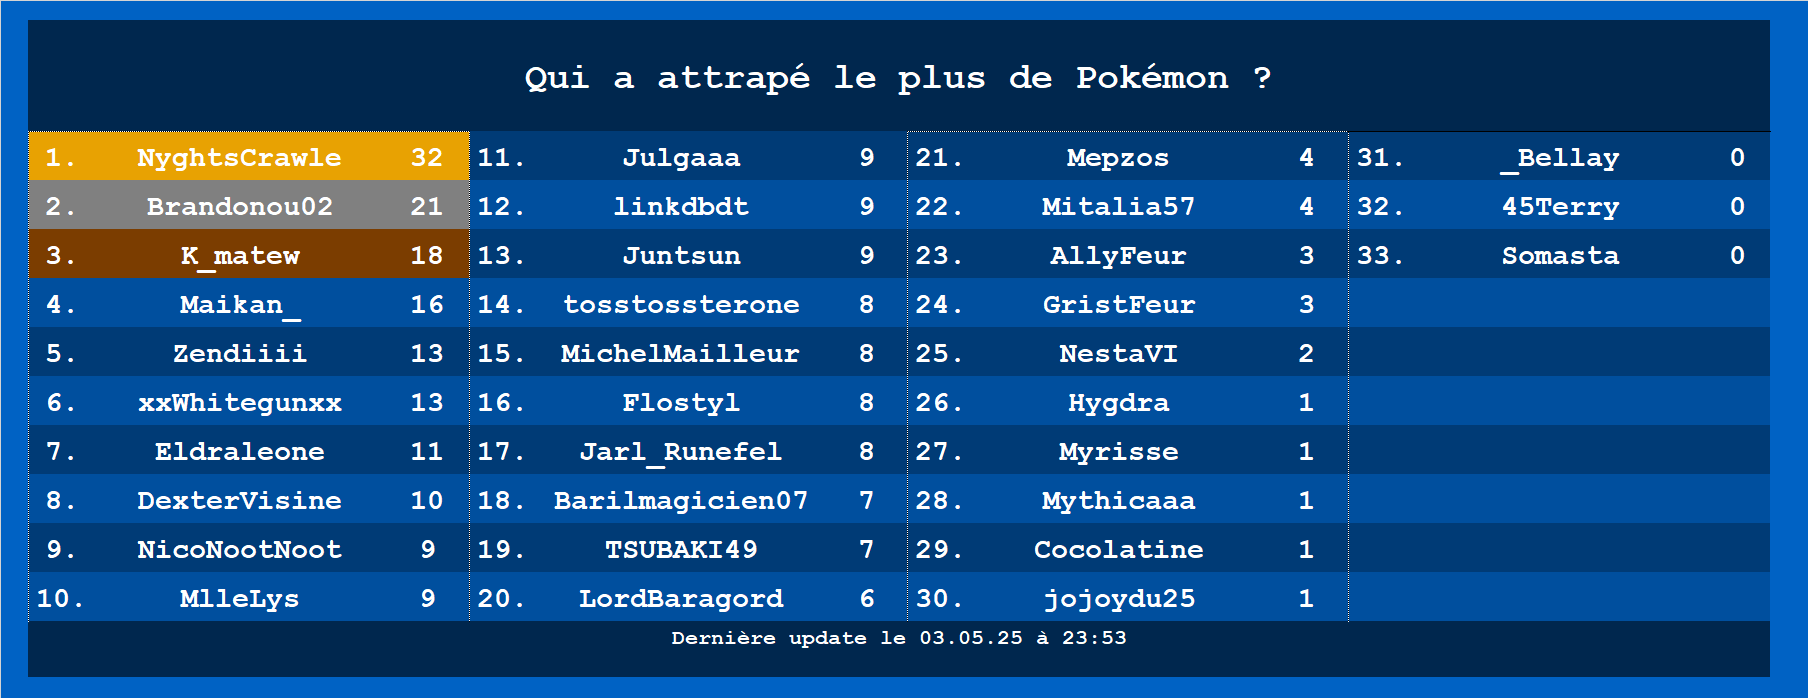 Qui a attrapé le plus de Pokémon ?
1. NyghtsCrawle 32
2. Brandonou02 21
3. K_matew 18
4. Maikan_ 16
5. Zendiiii 13
6. xxWhitegunxx 13
7. Eldraleone 11
8. DexterVisine 10
9. NicoNootNoot 9
10. MlleLys 9
11. Julgaaa 9
12. linkdbdt 9
13. Juntsun 9
14. tosstossterone 8
15. MichelMailleur 8
16. Flostyl 8
17. Jarl_Runefel 8
18. Barilmagicien07 7
19. TSUBAKI49 7
20. LordBaragord 6
21. Mepzos 4
22. Mitalia57 4
23. AllyFeur 3
24. GristFeur 3
25. NestaVI 2
26. Hygdra 1
27. Myrisse 1
28. Mythicaaa 1
29. Cocolatine 1
30. jojoydu25 1
31. _Bellay 0
32. 45Terry 0
33. Somasta 0
Dernière update le 03.05.25 à 23:53